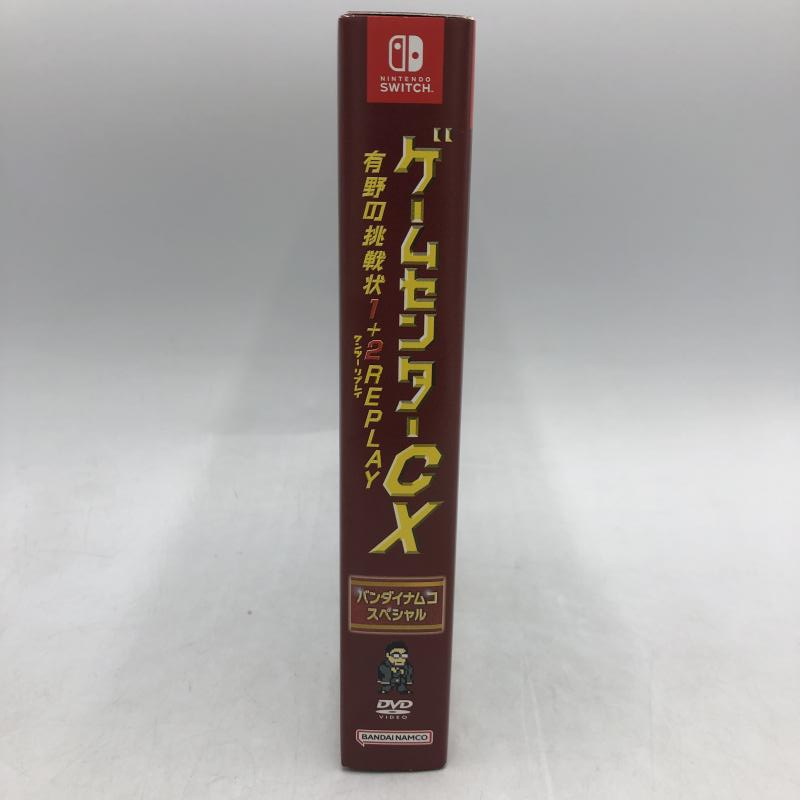 NINTENDO
SWITCH™
ゲームセンターCX
有野の挑戦状1+2REPLAY
ワンツーリプレイ
バンダイナムコ
スペシャル
DVD
VIDEO
BANDAI NAMCO